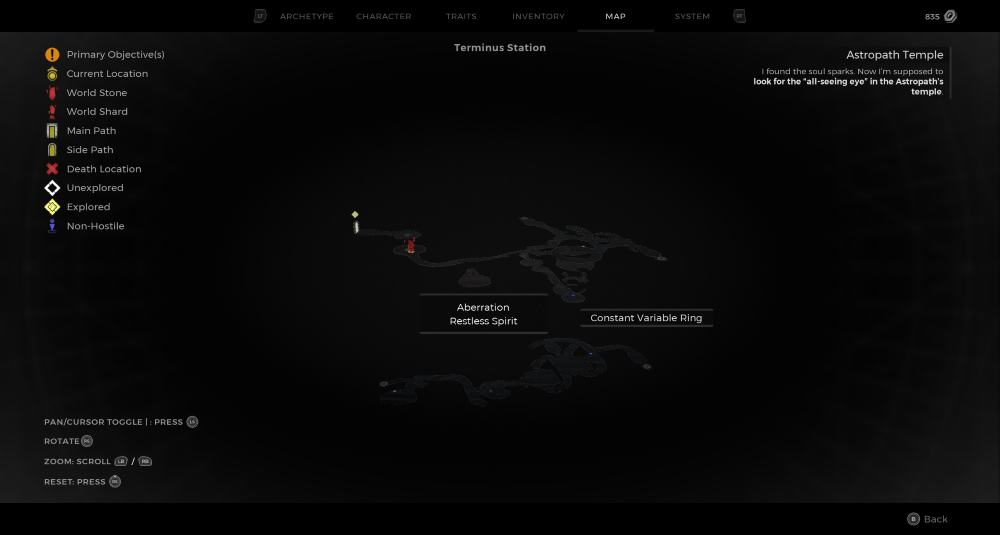 LT ARCHETYPE CHARACTER TRAITS INVENTORY MAP SYSTEM RT 835
Terminus Station
Primary Objective(s)
Current Location
World Stone
World Shard
Main Path
Side Path
Death Location
Unexplored
Explored
Non-Hostile
Astropath Temple
I found the soul sparks. Now I'm supposed to
look for the "all-seeing eye" in the Astropath's
temple.
Aberration
Restless Spirit
Constant Variable Ring
PAN/CURSOR TOGGLE | : PRESS LS
ROTATE RS
ZOOM: SCROLL LB / RB
RESET: PRESS RS
B Back